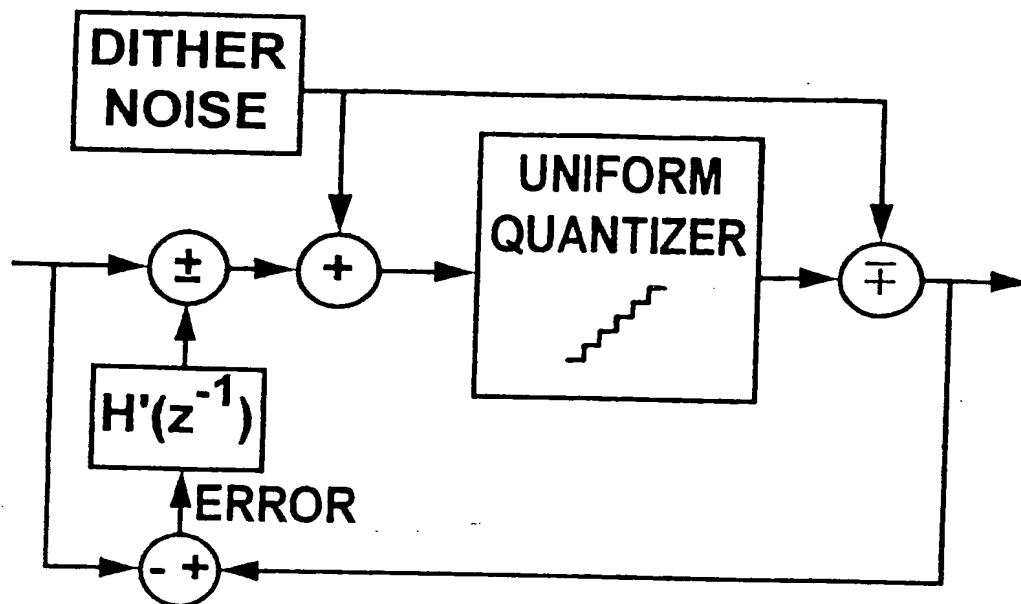 DITHER
NOISE
UNIFORM
QUANTIZER
±
+
∓
H'(z⁻¹)
ERROR
- +